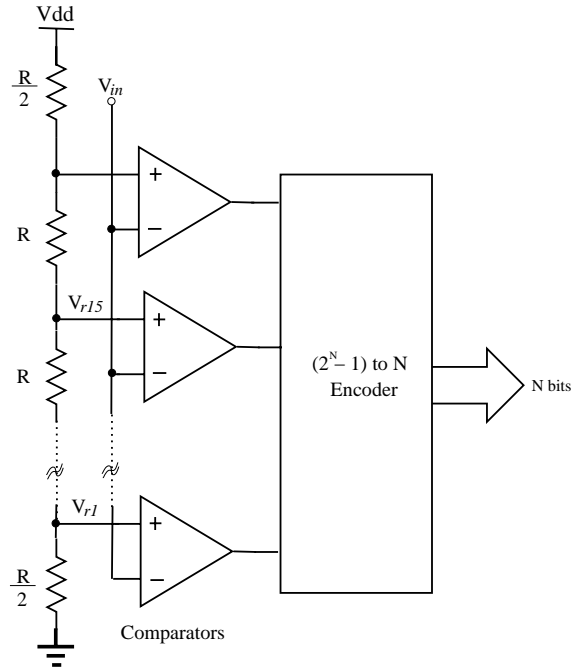 Vdd
R
2
V_in
+
−
R
V_r15
+
−
R
(2^N − 1) to N
Encoder
N bits
V_r1
+
−
R
2
Comparators